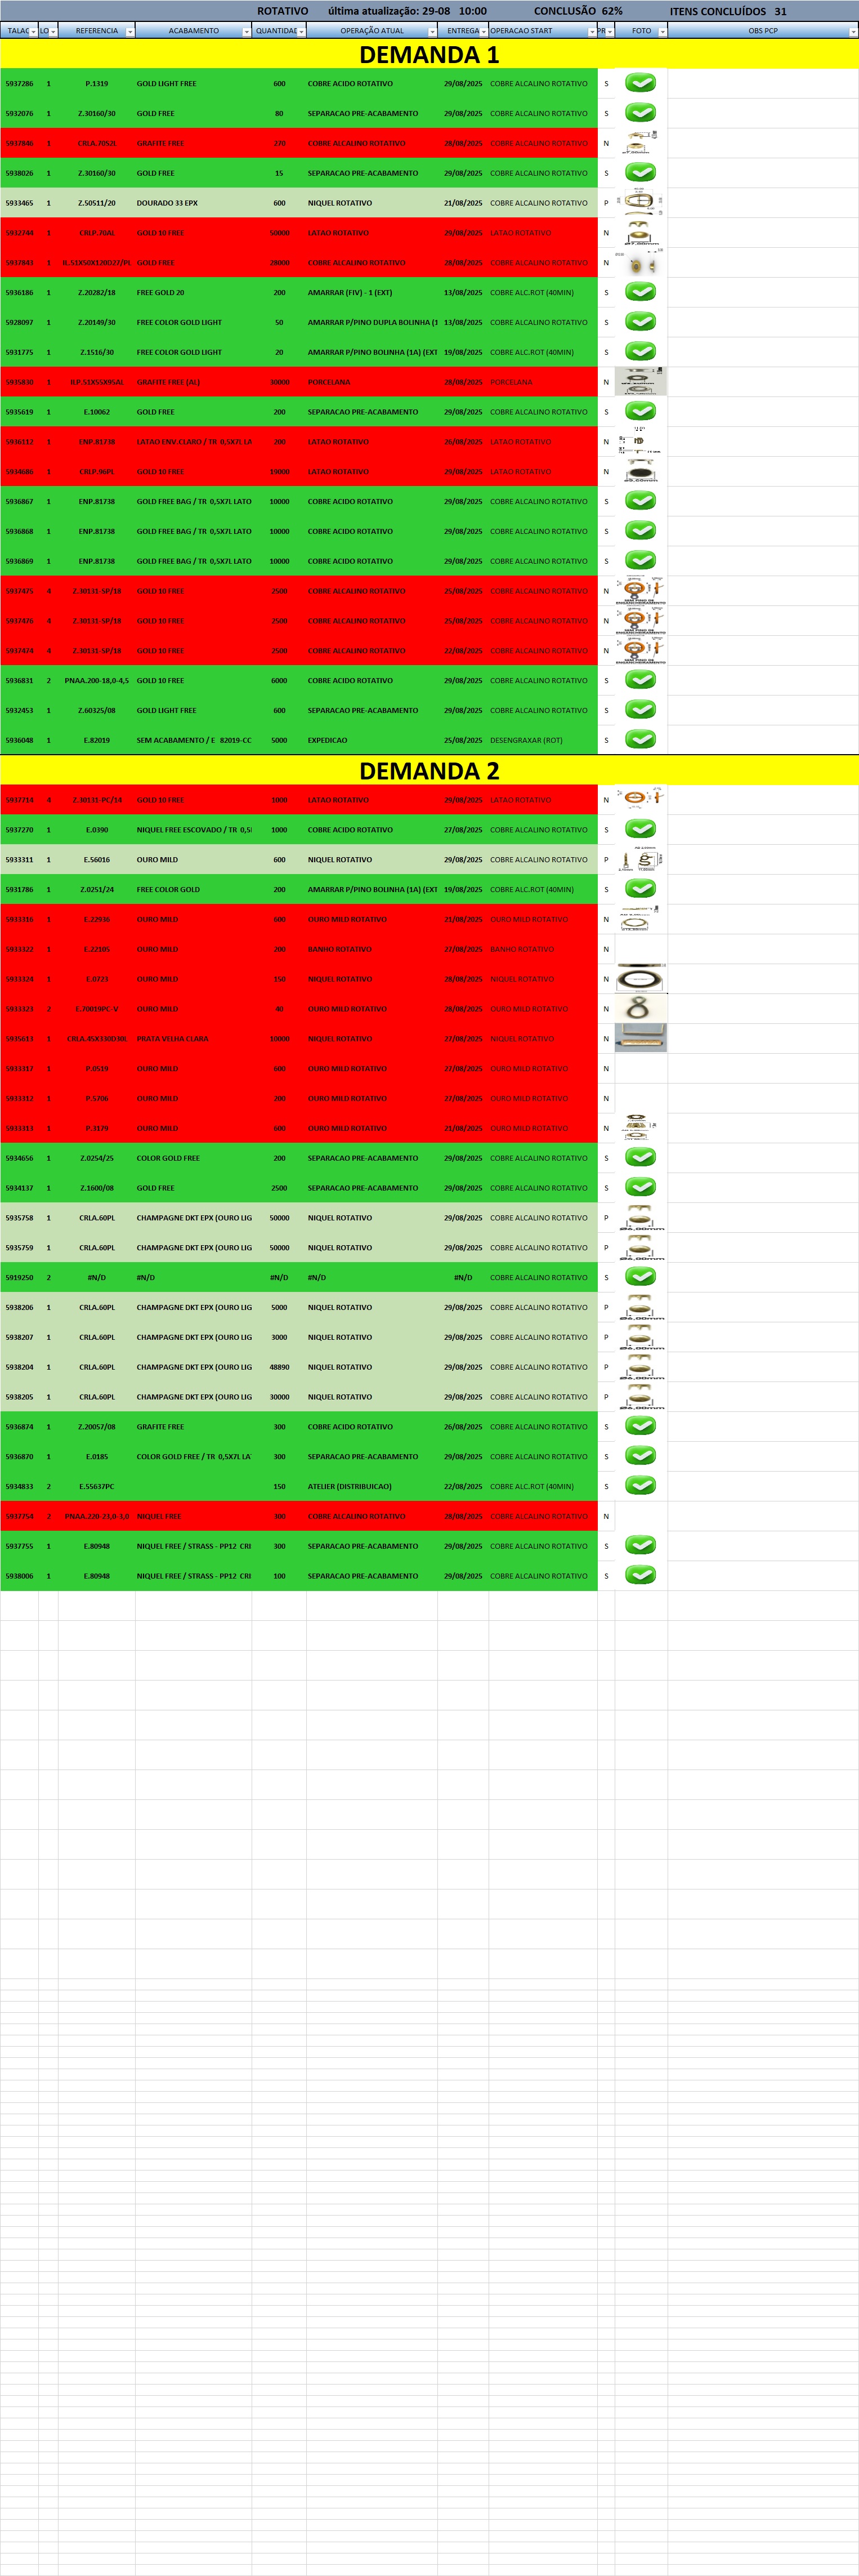 ROTATIVO última atualização: 29-08 10:00 CONCLUSÃO 62% ITENS CONCLUÍDOS 31
TALAC LO REFERENCIA ACABAMENTO QUANTIDAD OPERAÇÃO ATUAL ENTREGA OPERACAO START PR FOTO OBS PCP
DEMANDA 1
5937286 1 P.1319 GOLD LIGHT FREE 600 COBRE ACIDO ROTATIVO 29/08/2025 COBRE ALCALINO ROTATIVO S
5932076 1 Z.30160/30 GOLD FREE 80 SEPARACAO PRE-ACABAMENTO 29/08/2025 COBRE ALCALINO ROTATIVO S
5937846 1 CRLA.70S2L GRAFITE FREE 270 COBRE ALCALINO ROTATIVO 28/08/2025 COBRE ALCALINO ROTATIVO N
5938026 1 Z.30160/30 GOLD FREE 15 SEPARACAO PRE-ACABAMENTO 29/08/2025 COBRE ALCALINO ROTATIVO S
5933465 1 Z.50511/20 DOURADO 33 EPX 600 NIQUEL ROTATIVO 21/08/2025 COBRE ALCALINO ROTATIVO P
5932744 1 CRLP.70AL GOLD 10 FREE 50000 LATAO ROTATIVO 29/08/2025 LATAO ROTATIVO N
5937843 1 IL.51X50X120D27/PL GOLD FREE 28000 COBRE ALCALINO ROTATIVO 28/08/2025 COBRE ALCALINO ROTATIVO N
5936186 1 Z.20282/18 FREE GOLD 20 200 AMARRAR (FIV) - 1 (EXT) 13/08/2025 COBRE ALC.ROT (40MIN) S
5928097 1 Z.20149/30 FREE COLOR GOLD LIGHT 50 AMARRAR P/PINO DUPLA BOLINHA (1 13/08/2025 COBRE ALCALINO ROTATIVO S
5931775 1 Z.1516/30 FREE COLOR GOLD LIGHT 20 AMARRAR P/PINO BOLINHA (1A) (EXT 19/08/2025 COBRE ALC.ROT (40MIN) S
5935830 1 ILP.51X55X95AL GRAFITE FREE (AL) 30000 PORCELANA 28/08/2025 PORCELANA N
5935619 1 E.10062 GOLD FREE 200 SEPARACAO PRE-ACABAMENTO 29/08/2025 COBRE ALCALINO ROTATIVO S
5936112 1 ENP.81738 LATAO ENV.CLARO / TR 0,5X7L LA 200 LATAO ROTATIVO 26/08/2025 LATAO ROTATIVO N
5934686 1 CRLP.96PL GOLD 10 FREE 19000 LATAO ROTATIVO 29/08/2025 LATAO ROTATIVO N
5936867 1 ENP.81738 GOLD FREE BAG / TR 0,5X7L LATO 10000 COBRE ACIDO ROTATIVO 29/08/2025 COBRE ALCALINO ROTATIVO S
5936868 1 ENP.81738 GOLD FREE BAG / TR 0,5X7L LATO 10000 COBRE ACIDO ROTATIVO 29/08/2025 COBRE ALCALINO ROTATIVO S
5936869 1 ENP.81738 GOLD FREE BAG / TR 0,5X7L LATO 10000 COBRE ACIDO ROTATIVO 29/08/2025 COBRE ALCALINO ROTATIVO S
5937475 4 Z.30131-SP/18 GOLD 10 FREE 2500 COBRE ALCALINO ROTATIVO 25/08/2025 COBRE ALCALINO ROTATIVO N
5937476 4 Z.30131-SP/18 GOLD 10 FREE 2500 COBRE ALCALINO ROTATIVO 25/08/2025 COBRE ALCALINO ROTATIVO N
5937474 4 Z.30131-SP/18 GOLD 10 FREE 2500 COBRE ALCALINO ROTATIVO 22/08/2025 COBRE ALCALINO ROTATIVO N
5936831 2 PNAA.200-18,0-4,5 GOLD 10 FREE 6000 COBRE ACIDO ROTATIVO 29/08/2025 COBRE ALCALINO ROTATIVO S
5932453 1 Z.60325/08 GOLD LIGHT FREE 600 SEPARACAO PRE-ACABAMENTO 29/08/2025 COBRE ALCALINO ROTATIVO S
5936048 1 E.82019 SEM ACABAMENTO / E 82019-CC 5000 EXPEDICAO 25/08/2025 DESENGRAXAR (ROT) S
DEMANDA 2
5937714 4 Z.30131-PC/14 GOLD 10 FREE 1000 LATAO ROTATIVO 29/08/2025 LATAO ROTATIVO N
5937270 1 E.0390 NIQUEL FREE ESCOVADO / TR 0,5 1000 COBRE ACIDO ROTATIVO 27/08/2025 COBRE ALCALINO ROTATIVO S
5933311 1 E.56016 OURO MILD 600 NIQUEL ROTATIVO 29/08/2025 COBRE ALCALINO ROTATIVO P
5931786 1 Z.0251/24 FREE COLOR GOLD 200 AMARRAR P/PINO BOLINHA (1A) (EXT 19/08/2025 COBRE ALC.ROT (40MIN) S
5933316 1 E.22936 OURO MILD 600 OURO MILD ROTATIVO 21/08/2025 OURO MILD ROTATIVO N
5933322 1 E.22105 OURO MILD 200 BANHO ROTATIVO 27/08/2025 BANHO ROTATIVO N
5933324 1 E.0723 OURO MILD 150 NIQUEL ROTATIVO 28/08/2025 NIQUEL ROTATIVO N
5933323 2 E.70019PC-V OURO MILD 40 OURO MILD ROTATIVO 28/08/2025 OURO MILD ROTATIVO N
5935613 1 CRLA.45X330D30L PRATA VELHA CLARA 10000 NIQUEL ROTATIVO 27/08/2025 NIQUEL ROTATIVO N
5933317 1 P.0519 OURO MILD 600 OURO MILD ROTATIVO 27/08/2025 OURO MILD ROTATIVO N
5933312 1 P.5706 OURO MILD 200 OURO MILD ROTATIVO 27/08/2025 OURO MILD ROTATIVO N
5933313 1 P.3179 OURO MILD 600 OURO MILD ROTATIVO 21/08/2025 OURO MILD ROTATIVO N
5934656 1 Z.0254/25 COLOR GOLD FREE 200 SEPARACAO PRE-ACABAMENTO 29/08/2025 COBRE ALCALINO ROTATIVO S
5934137 1 Z.1600/08 GOLD FREE 2500 SEPARACAO PRE-ACABAMENTO 29/08/2025 COBRE ALCALINO ROTATIVO S
5935758 1 CRLA.60PL CHAMPAGNE DKT EPX (OURO LIG 50000 NIQUEL ROTATIVO 29/08/2025 COBRE ALCALINO ROTATIVO P
5935759 1 CRLA.60PL CHAMPAGNE DKT EPX (OURO LIG 50000 NIQUEL ROTATIVO 29/08/2025 COBRE ALCALINO ROTATIVO P
5919250 2 #N/D #N/D #N/D #N/D #N/D COBRE ALCALINO ROTATIVO S
5938206 1 CRLA.60PL CHAMPAGNE DKT EPX (OURO LIG 5000 NIQUEL ROTATIVO 29/08/2025 COBRE ALCALINO ROTATIVO P
5938207 1 CRLA.60PL CHAMPAGNE DKT EPX (OURO LIG 3000 NIQUEL ROTATIVO 29/08/2025 COBRE ALCALINO ROTATIVO P
5938204 1 CRLA.60PL CHAMPAGNE DKT EPX (OURO LIG 48890 NIQUEL ROTATIVO 29/08/2025 COBRE ALCALINO ROTATIVO P
5938205 1 CRLA.60PL CHAMPAGNE DKT EPX (OURO LIG 30000 NIQUEL ROTATIVO 29/08/2025 COBRE ALCALINO ROTATIVO P
5936874 1 Z.20057/08 GRAFITE FREE 300 COBRE ACIDO ROTATIVO 26/08/2025 COBRE ALCALINO ROTATIVO S
5936870 1 E.0185 COLOR GOLD FREE / TR 0,5X7L LA 300 SEPARACAO PRE-ACABAMENTO 29/08/2025 COBRE ALCALINO ROTATIVO S
5934833 2 E.55637PC 150 ATELIER (DISTRIBUICAO) 22/08/2025 COBRE ALC.ROT (40MIN) S
5937754 2 PNAA.220-23,0-3,0 NIQUEL FREE 300 COBRE ALCALINO ROTATIVO 28/08/2025 COBRE ALCALINO ROTATIVO N
5937755 1 E.80948 NIQUEL FREE / STRASS - PP12 CRI 300 SEPARACAO PRE-ACABAMENTO 29/08/2025 COBRE ALCALINO ROTATIVO S
5938006 1 E.80948 NIQUEL FREE / STRASS - PP12 CRI 100 SEPARACAO PRE-ACABAMENTO 29/08/2025 COBRE ALCALINO ROTATIVO S